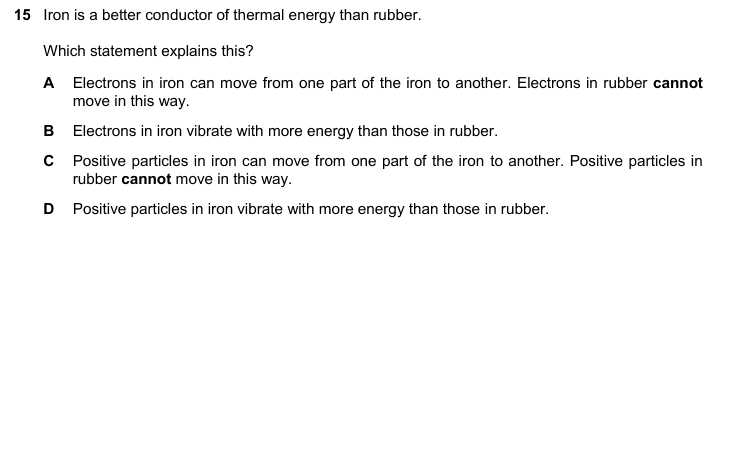 15 Iron is a better conductor of thermal energy than rubber.
Which statement explains this?
A Electrons in iron can move from one part of the iron to another. Electrons in rubber cannot
move in this way.
B Electrons in iron vibrate with more energy than those in rubber.
C Positive particles in iron can move from one part of the iron to another. Positive particles in
rubber cannot move in this way.
D Positive particles in iron vibrate with more energy than those in rubber.